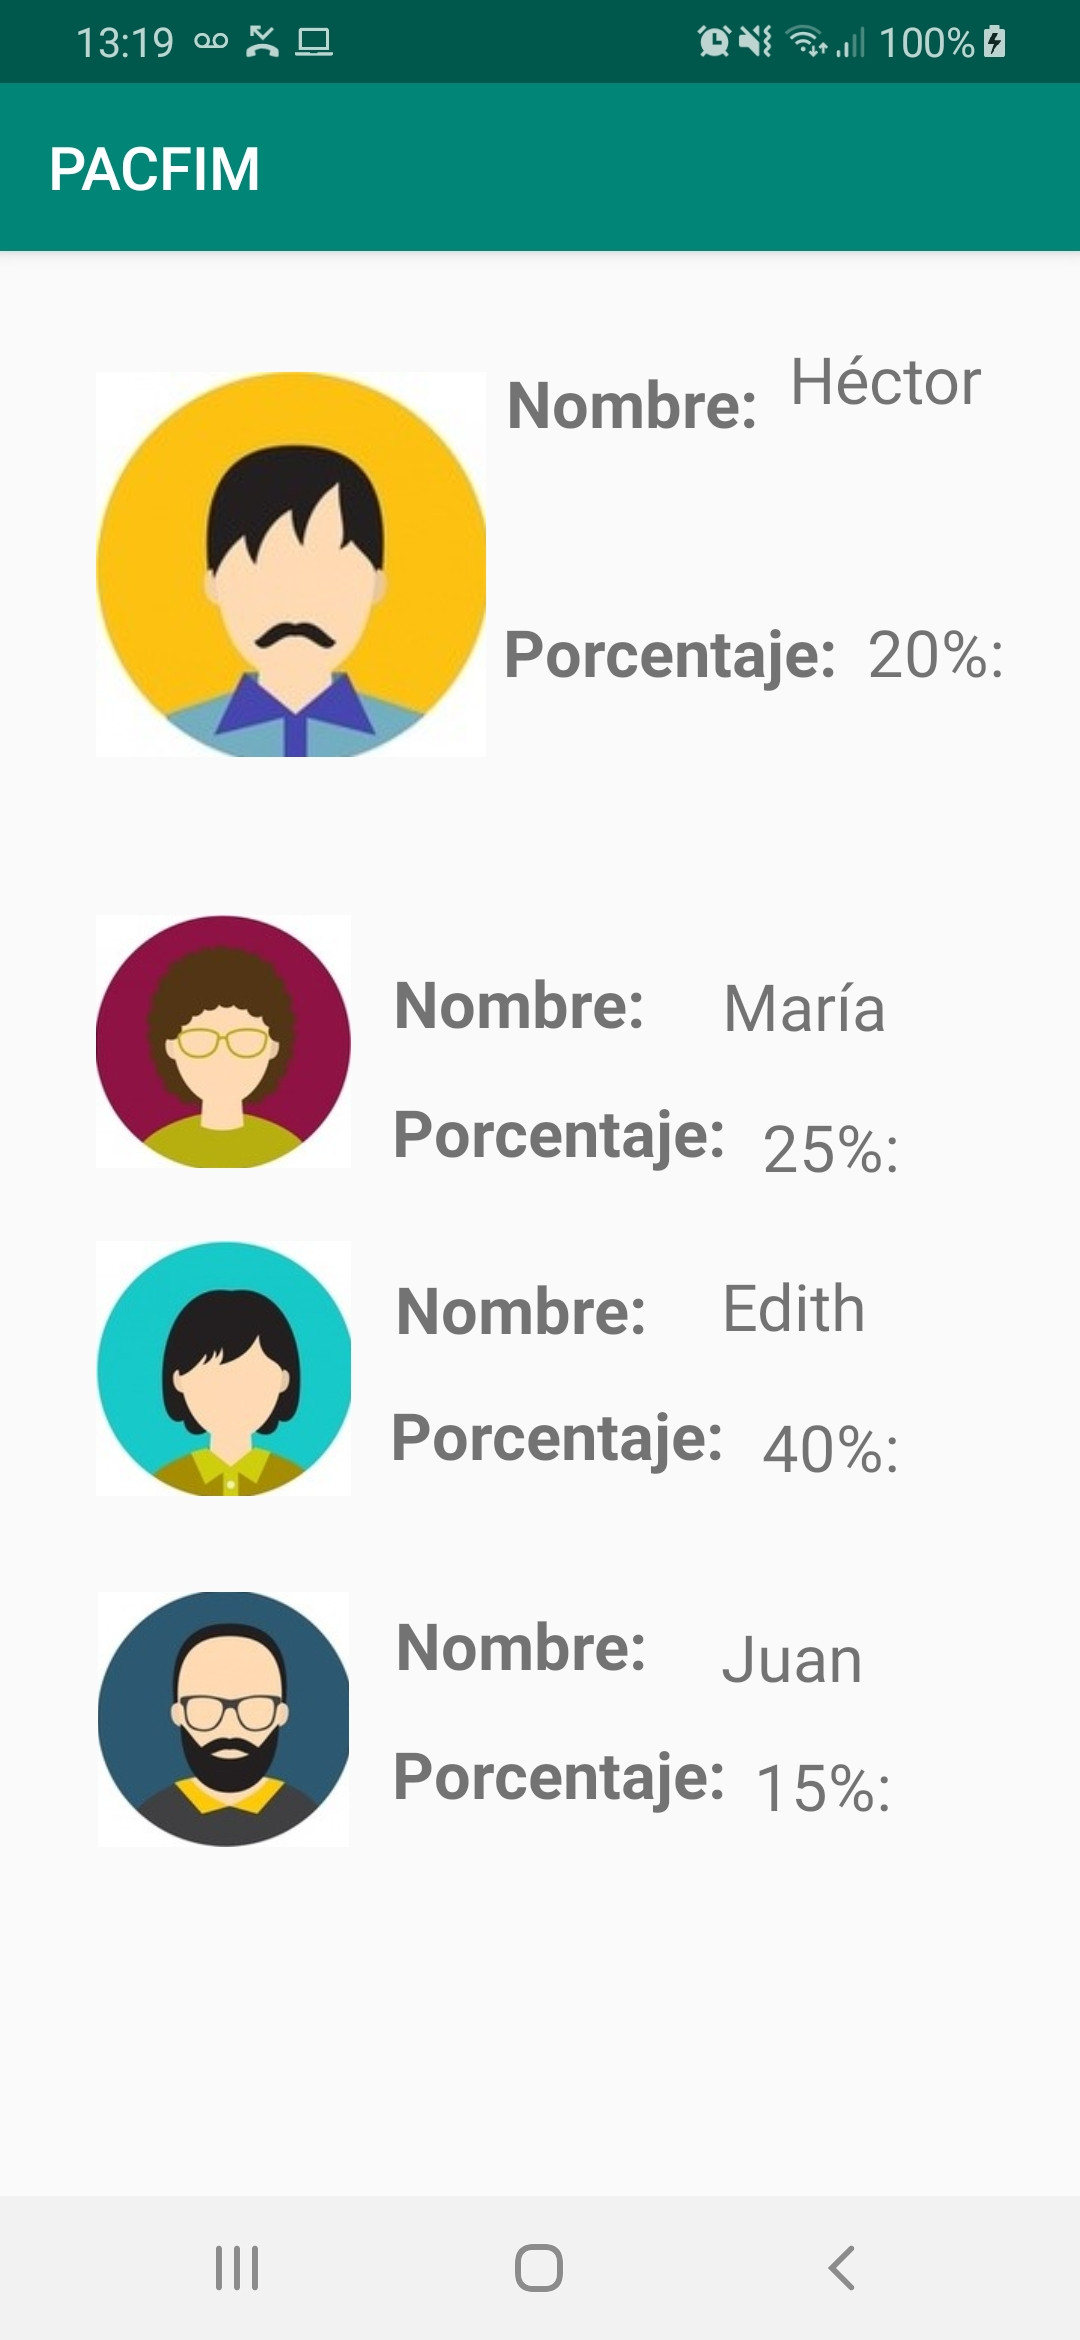 13:19 100%
PACFIM
Nombre: Héctor
Porcentaje: 20%:
Nombre: María
Porcentaje: 25%:
Nombre: Edith
Porcentaje: 40%:
Nombre: Juan
Porcentaje: 15%: